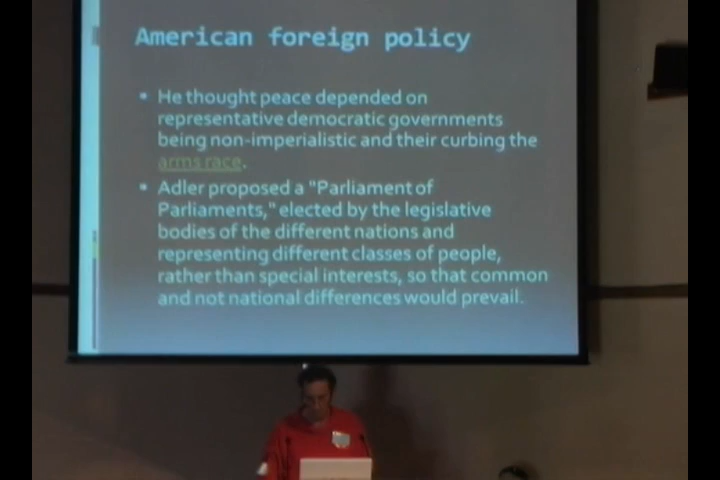 American foreign policy
He thought peace depended on
representative democratic governments
being non-imperialistic and their curbing the
arms race.
Adler proposed a "Parliament of
Parliaments," elected by the legislative
bodies of the different nations and
representing different classes of people,
rather than special interests, so that common
and not national differences would prevail.